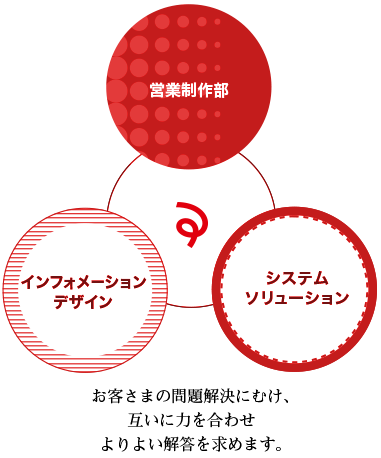 営業制作部
インフォメーション
デザイン
システム
ソリューション
お客さまの問題解決にむけ、
互いに力を合わせ
よりよい解答を求めます。